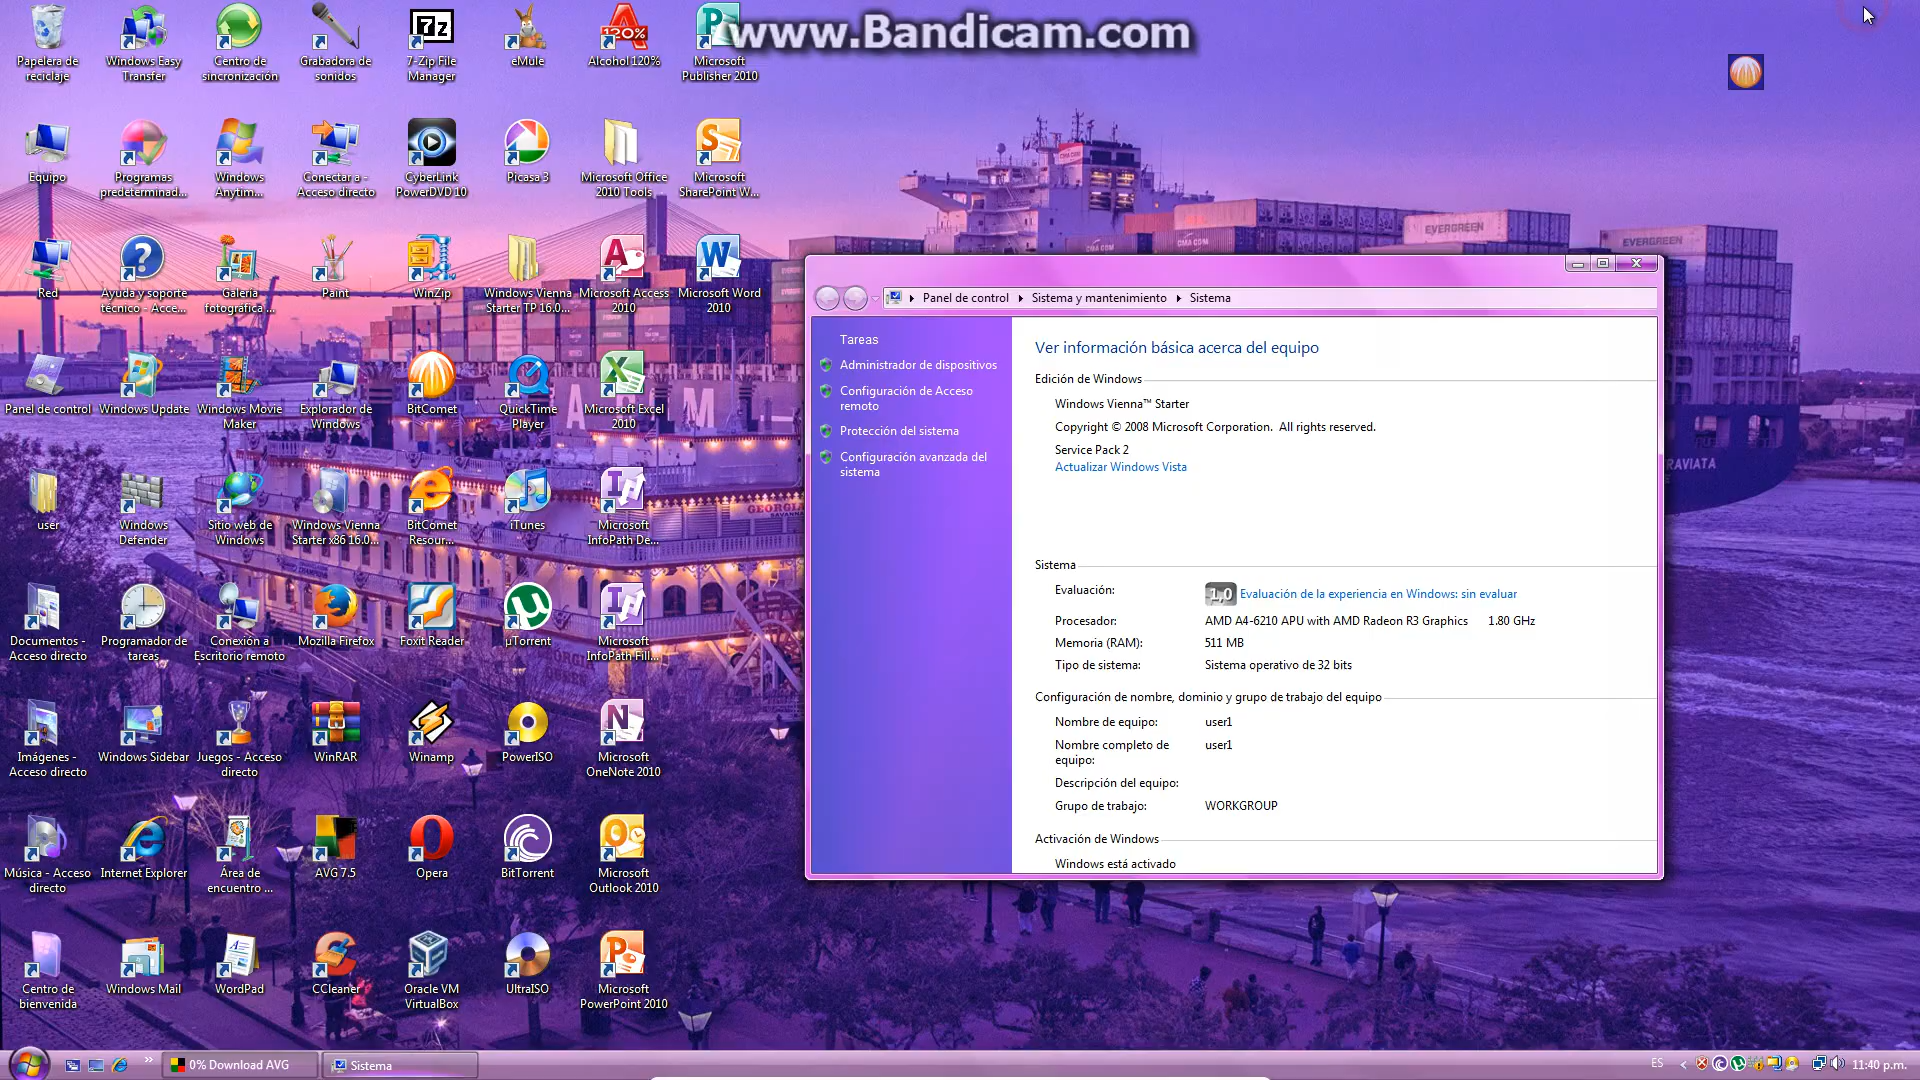 www.Bandicam.com
Papelera de
reciclaje
Windows Easy
Transfer
Centro de
sincronización
Grabadora de
sonidos
7-Zip File
Manager
eMule
Alcohol 120%
Microsoft
Publisher 2010
Equipo
Programas
predeterminad...
Windows
Anytim...
Conectar a -
Acceso directo
CyberLink
PowerDVD 10
Picasa 3
Microsoft Office
2010 Tools
Microsoft
SharePoint W...
Red
Ayuda y soporte
técnico - Acce...
Galería
fotográfica ...
Paint
WinZip
Windows Vienna
Starter TP 16.0...
Microsoft Access
2010
Microsoft Word
2010
Panel de control
Windows Update
Windows Movie
Maker
Explorador de
Windows
BitComet
QuickTime
Player
Microsoft Excel
2010
user
Windows
Defender
Sitio web de
Windows
Windows Vienna
Starter x86 16.0...
BitComet
Resour...
iTunes
Microsoft
InfoPath De...
Documentos -
Acceso directo
Programador de
tareas
Conexión a
Escritorio remoto
Mozilla Firefox
Foxit Reader
µTorrent
Microsoft
InfoPath Fill...
Imágenes -
Acceso directo
Windows Sidebar
Juegos - Acceso
directo
WinRAR
Winamp
PowerISO
Microsoft
OneNote 2010
Música - Acceso
directo
Internet Explorer
Área de
encuentro ...
AVG 7.5
Opera
BitTorrent
Microsoft
Outlook 2010
Centro de
bienvenida
Windows Mail
WordPad
CCleaner
Oracle VM
VirtualBox
UltraISO
Microsoft
PowerPoint 2010
EVERGREEN
EVERGREEN
Panel de control
Sistema y mantenimiento
Sistema
Tareas
Administrador de dispositivos
Configuración de Acceso
remoto
Protección del sistema
Configuración avanzada del
sistema
Ver información básica acerca del equipo
Edición de Windows
Windows Vienna™ Starter
Copyright © 2008 Microsoft Corporation. All rights reserved.
Service Pack 2
Actualizar Windows Vista
Sistema
Evaluación:
1,0 Evaluación de la experiencia en Windows: sin evaluar
Procesador:
AMD A4-6210 APU with AMD Radeon R3 Graphics 1.80 GHz
Memoria (RAM):
511 MB
Tipo de sistema:
Sistema operativo de 32 bits
Configuración de nombre, dominio y grupo de trabajo del equipo
Nombre de equipo:
user1
Nombre completo de
equipo:
user1
Descripción del equipo:
Grupo de trabajo:
WORKGROUP
Activación de Windows
Windows está activado
0% Download AVG
Sistema
ES
11:40 p.m.